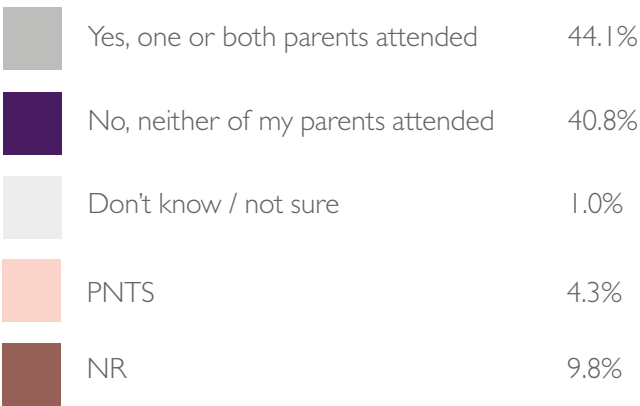 Yes, one or both parents attended 44.1%
No, neither of my parents attended 40.8%
Don't know / not sure 1.0%
PNTS 4.3%
NR 9.8%